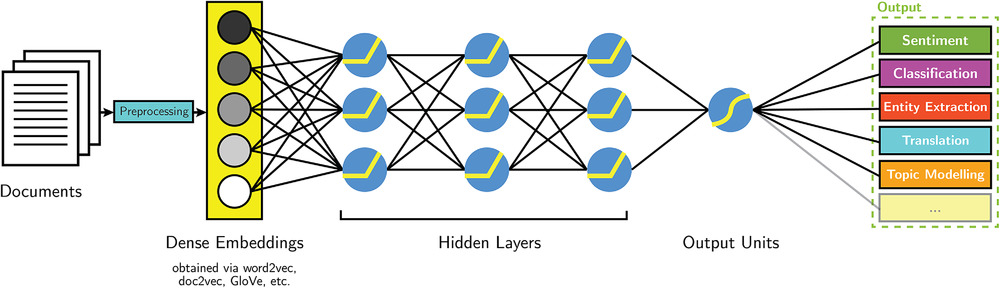 Documents
Preprocessing
Dense Embeddings
obtained via word2vec,
doc2vec, GloVe, etc.
Hidden Layers
Output Units
Output
Sentiment
Classification
Entity Extraction
Translation
Topic Modelling
...